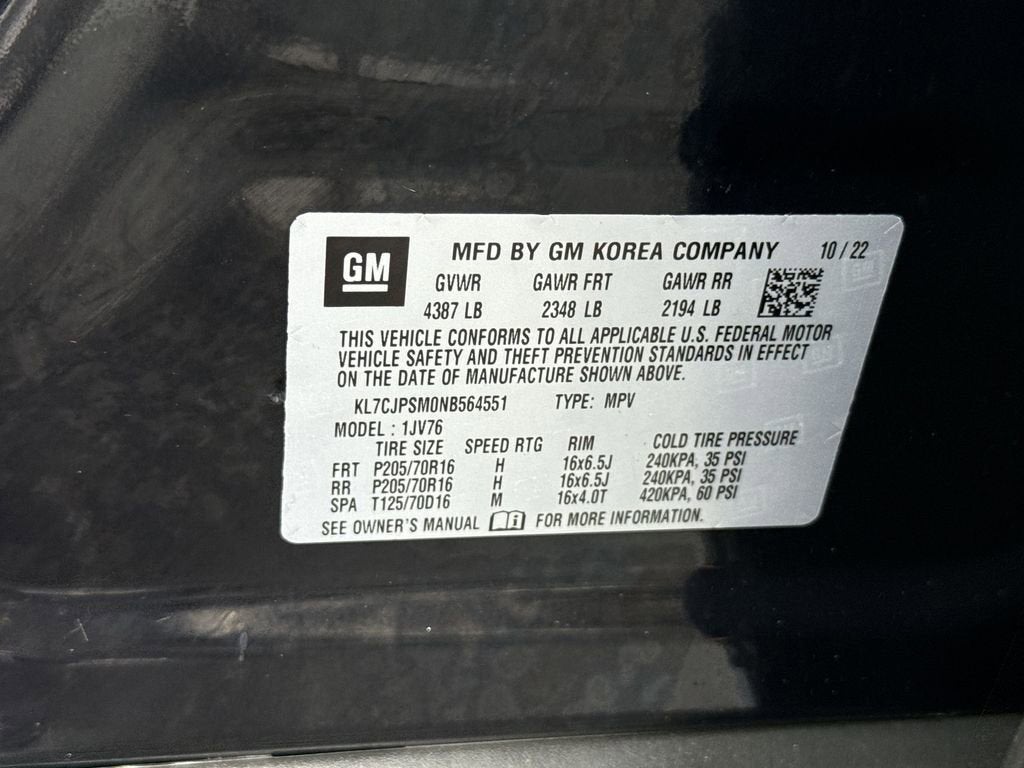 GM
MFD BY GM KOREA COMPANY 10 / 22
GVWR GAWR FRT GAWR RR
4387 LB 2348 LB 2194 LB
THIS VEHICLE CONFORMS TO ALL APPLICABLE U.S. FEDERAL MOTOR
VEHICLE SAFETY AND THEFT PREVENTION STANDARDS IN EFFECT
ON THE DATE OF MANUFACTURE SHOWN ABOVE.
KL7CJPSM0NB564551 TYPE: MPV
MODEL : 1JV76
TIRE SIZE SPEED RTG RIM COLD TIRE PRESSURE
FRT P205/70R16 H 16x6.5J 240KPA, 35 PSI
RR P205/70R16 H 16x6.5J 240KPA, 35 PSI
SPA T125/70D16 M 16x4.0T 420KPA, 60 PSI
SEE OWNER'S MANUAL FOR MORE INFORMATION.